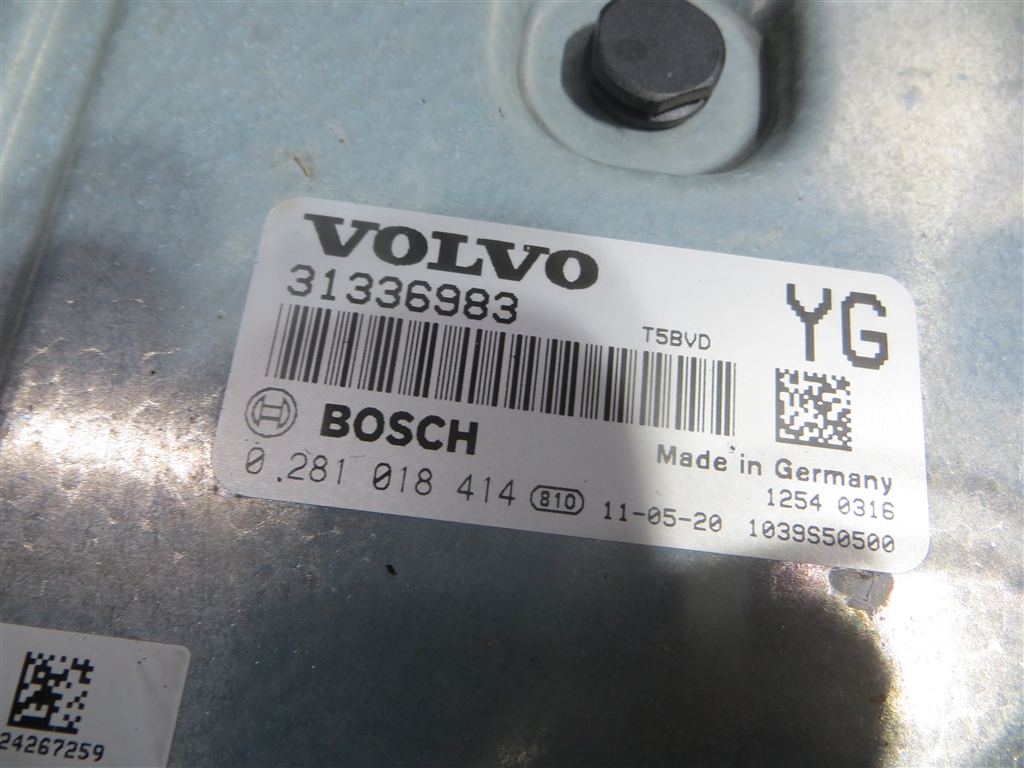 VOLVO
31336983
T5BVD
YG
BOSCH
Made in Germany
0 281 018 414 810 11-05-20
1254 0316
1039S50500
24267259